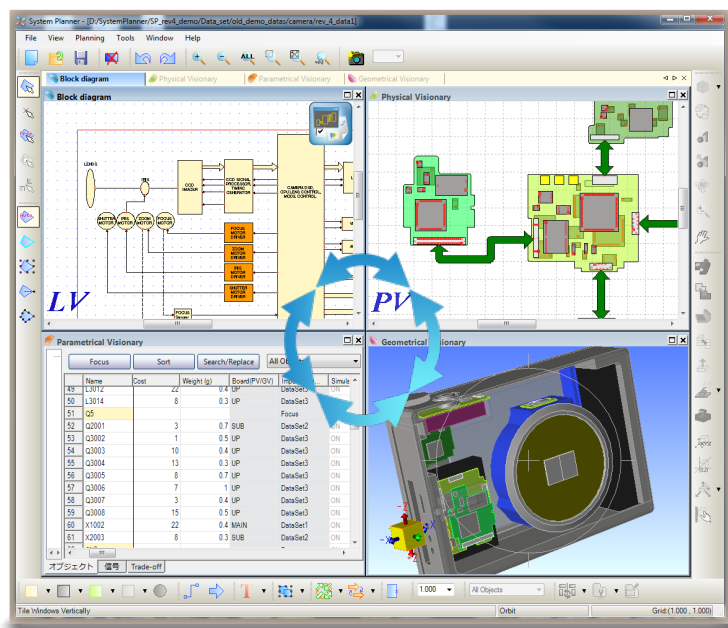 System Planner - [D:/SystemPlanner/SP_rev4_demo/Data_set/old_demo_datas/camera/rev_4_data1]
File View Planning Tools Window Help
ALL
Block diagram Physical Visionary Parametrical Visionary Geometrical Visionary
Block diagram
LENS
IRIS
CCD
IMAGER
CCD SIGNAL
PROCESSOR,
TIMING
GENERATOR
SHUTTER
MOTOR
IRIS
MOTOR
ZOOM
MOTOR
FOCUS
MOTOR
FOCUS
MOTOR
DRIVER
ZOOM
MOTOR
DRIVER
IRIS
MOTOR
DRIVER
SHUTTER
MOTOR
DRIVER
FOCUS
LV
Physical Visionary
PV
Parametrical Visionary
Focus Sort Search/Replace
Name Cost Weight (g) Board(PV/GV)
49 L3012 22 0.4 UP DataSet3 ON
50 L3014 8 0.3 UP DataSet3 ON
51 Q5 Focus
52 Q2001 3 0.7 SUB DataSet2 ON
53 Q3002 1 0.5 UP DataSet3 ON
54 Q3003 10 0.4 UP DataSet3 ON
55 Q3004 13 0.3 UP DataSet3 ON
56 Q3005 8 0.7 UP DataSet3 ON
57 Q3006 7 1 UP DataSet3 ON
58 Q3007 3 0.4 UP DataSet3 ON
59 Q3008 15 0.5 UP DataSet3 ON
60 X1002 22 0.4 MAIN DataSet1 ON
61 X2003 8 0.3 SUB DataSet2 ON
オブジェクト 信号 Trade-off
Geometrical
1.000 All Objects
Tile Windows Vertically Orbit Grid:(1.000 , 1.000)